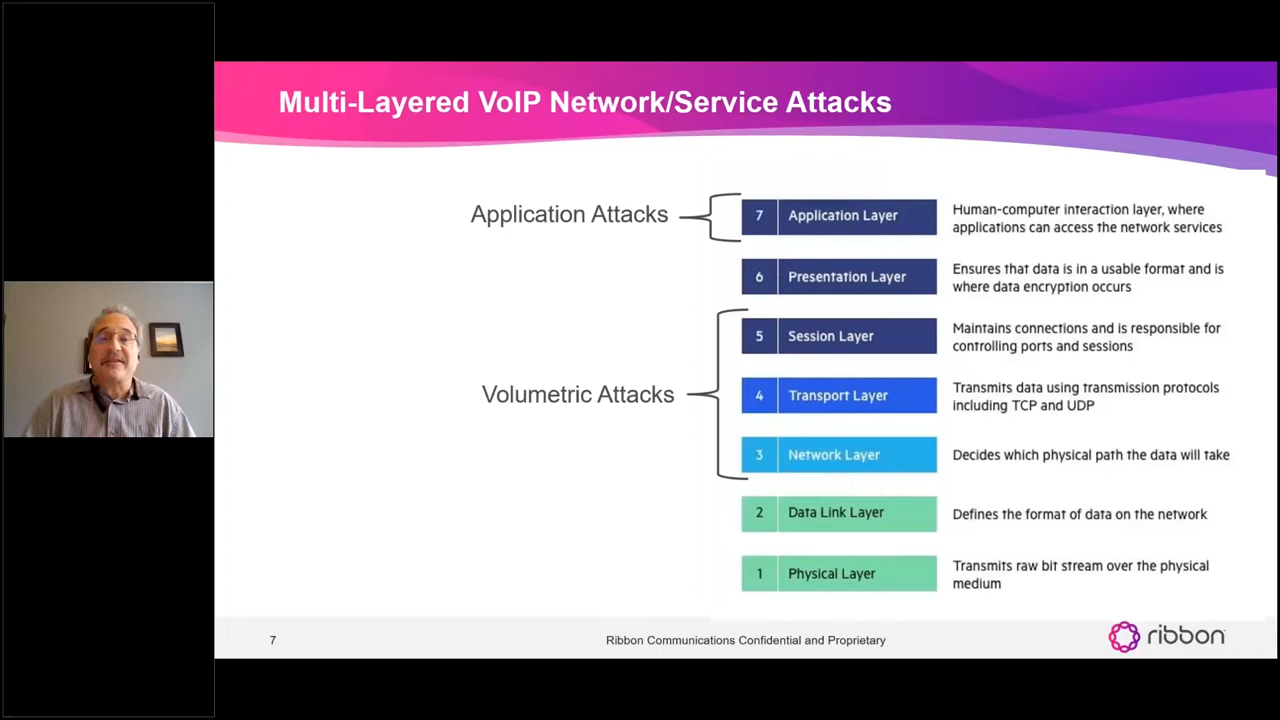 Multi-Layered VoIP Network/Service Attacks
Application Attacks
7 Application Layer
Human-computer interaction layer, where
applications can access the network services
6 Presentation Layer
Ensures that data is in a usable format and is
where data encryption occurs
5 Session Layer
Maintains connections and is responsible for
controlling ports and sessions
Volumetric Attacks
4 Transport Layer
Transmits data using transmission protocols
including TCP and UDP
3 Network Layer
Decides which physical path the data will take
2 Data Link Layer
Defines the format of data on the network
1 Physical Layer
Transmits raw bit stream over the physical
medium
7
Ribbon Communications Confidential and Proprietary
ribbon